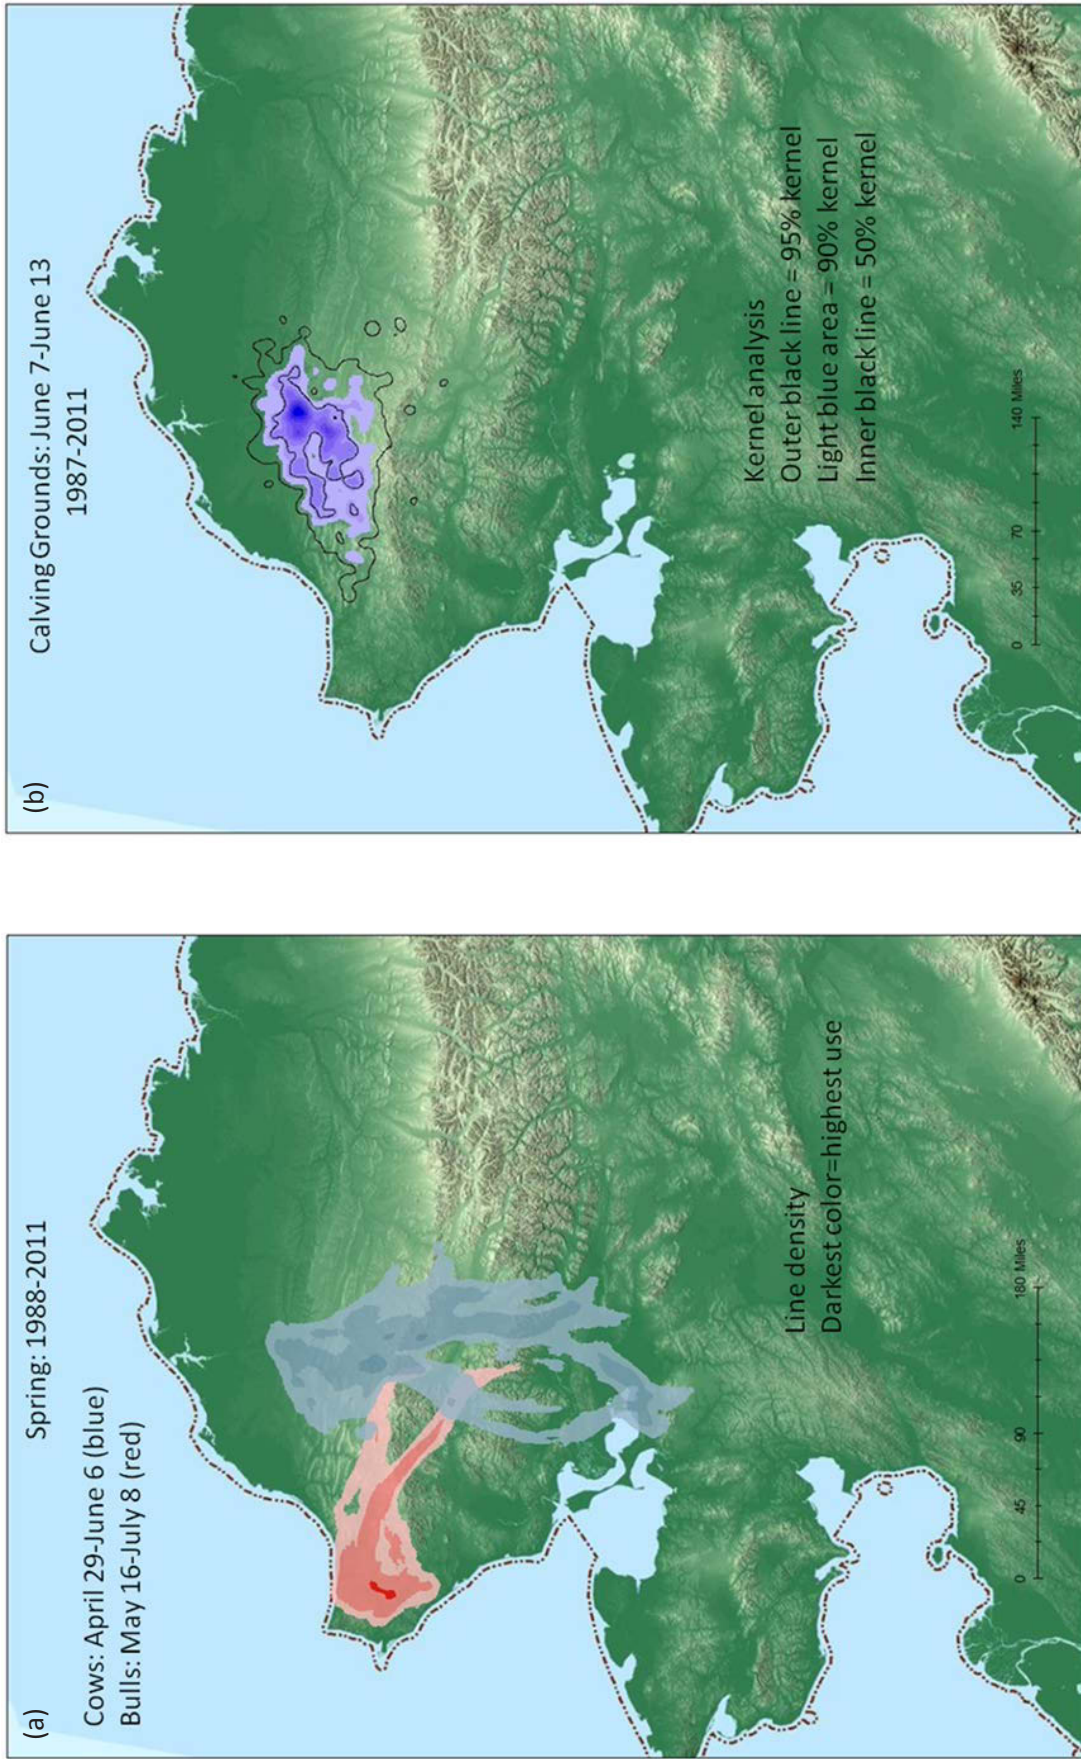 (a)
Spring: 1988-2011
Cows: April 29-June 6 (blue)
Bulls: May 16-July 8 (red)
Line density
Darkest color=highest use
0 45 90 180 Miles
(b)
Calving Grounds: June 7-June 13
1987-2011
Kernel analysis
Outer black line = 95% kernel
Light blue area = 90% kernel
Inner black line = 50% kernel
0 35 70 140 Miles